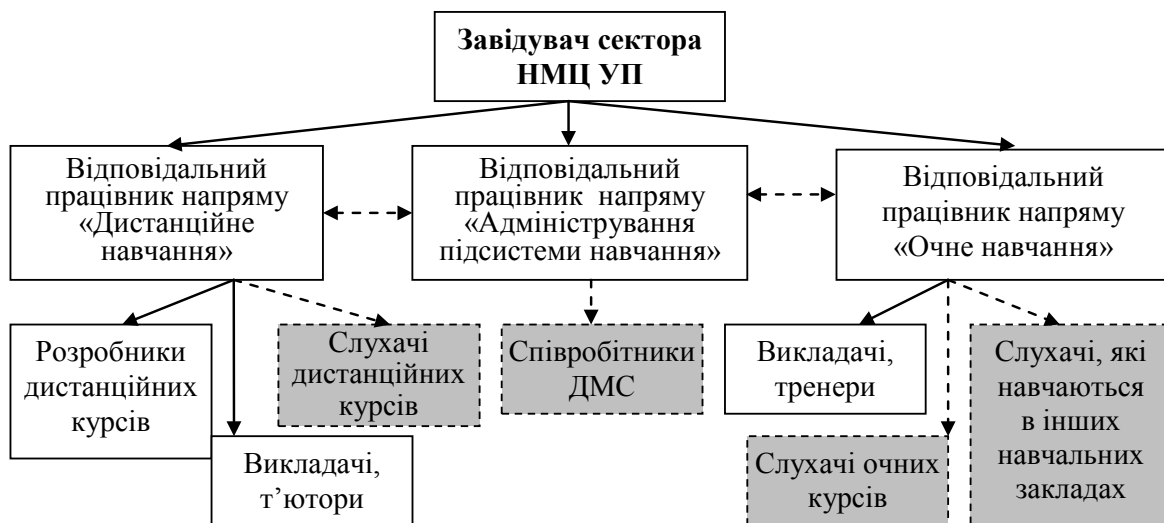 Завідувач сектора
НМЦ УП
Відповідальний
працівник напряму
«Дистанційне
навчання»
Відповідальний
працівник напряму
«Адміністрування
підсистеми навчання»
Відповідальний
працівник напряму
«Очне навчання»
Розробники
дистанційних
курсів
Викладачі,
т’ютори
Слухачі
дистанційних
курсів
Співробітники
ДМС
Викладачі,
тренери
Слухачі очних
курсів
Слухачі, які
навчаються
в інших
навчальних
закладах